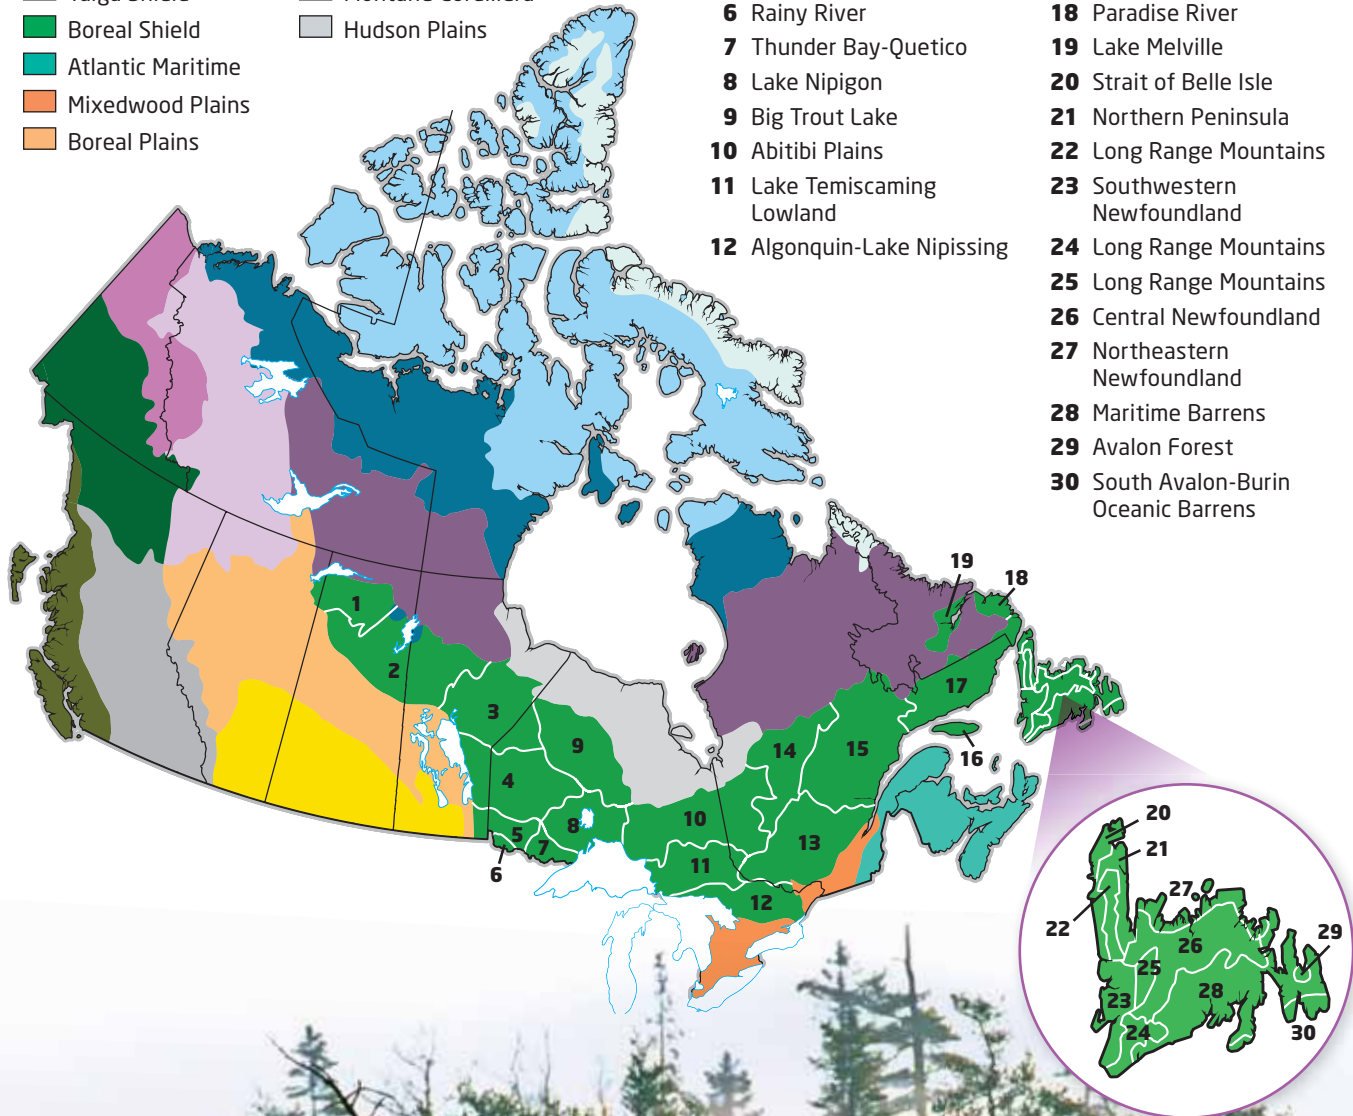 Boreal Shield
Atlantic Maritime
Mixedwood Plains
Boreal Plains
Hudson Plains
6 Rainy River
7 Thunder Bay-Quetico
8 Lake Nipigon
9 Big Trout Lake
10 Abitibi Plains
11 Lake Temiscaming
Lowland
12 Algonquin-Lake Nipissing
18 Paradise River
19 Lake Melville
20 Strait of Belle Isle
21 Northern Peninsula
22 Long Range Mountains
23 Southwestern
Newfoundland
24 Long Range Mountains
25 Long Range Mountains
26 Central Newfoundland
27 Northeastern
Newfoundland
28 Maritime Barrens
29 Avalon Forest
30 South Avalon-Burin
Oceanic Barrens
19
18
1
2
17
3
9
14
15
16
4
10
8
5
7
13
6
11
12
20
21
27
22
26
29
25
28
23
24
30